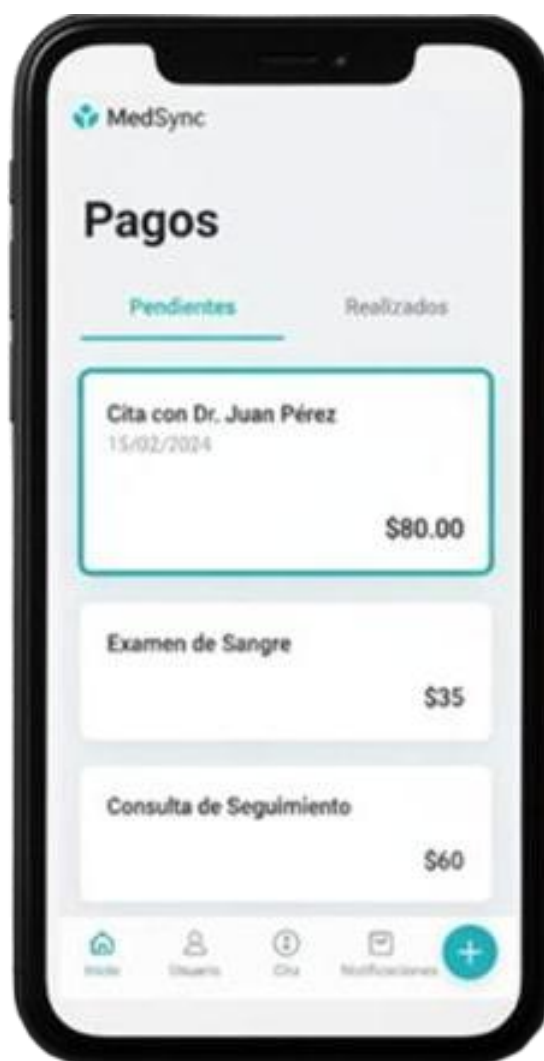 MedSync
Pagos
Pendientes Realizados
Cita con Dr. Juan Pérez
15/02/2024
$80.00
Examen de Sangre
$35
Consulta de Seguimiento
$60
Inicio Usuario Cita Notificaciones